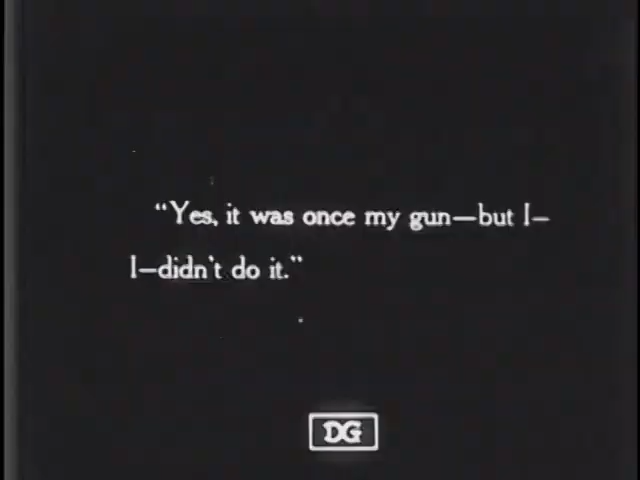 “Yes, it was once my gun—but I—
I—didn't do it.”
DG